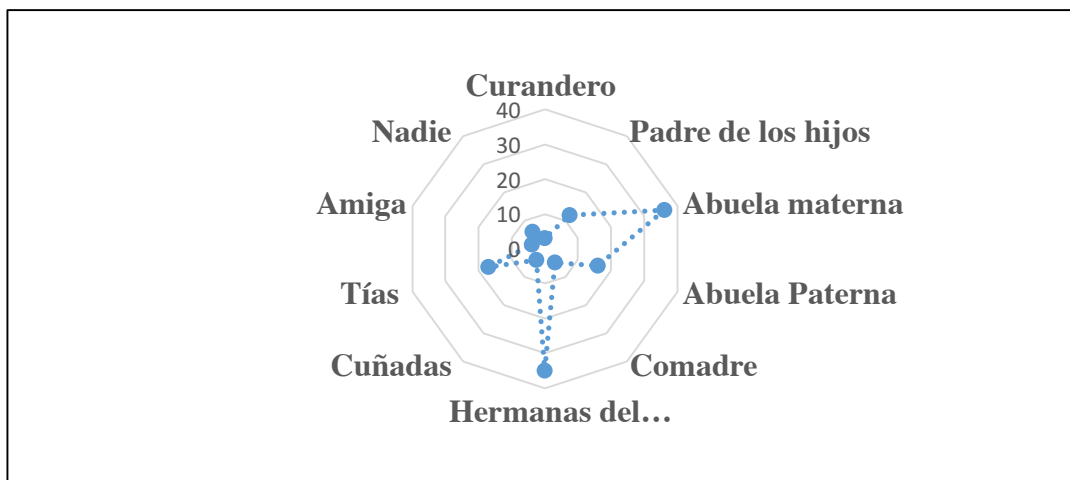 Curandero
40
Nadie
30
Padre de los hijos
20
Amiga
10
Abuela materna
0
Tías
Abuela Paterna
Cuñadas
Comadre
Hermanas del…